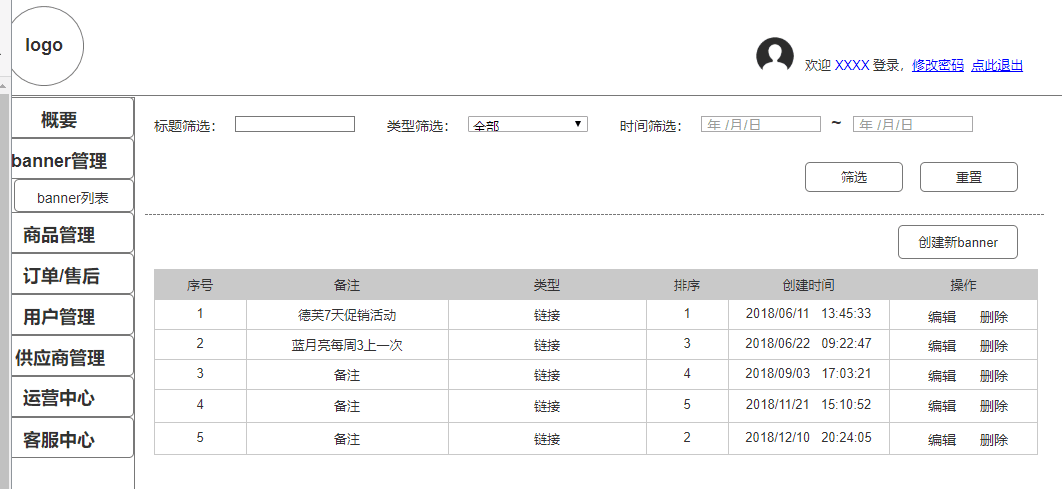 logo
欢迎 XXXX 登录，修改密码 点此退出
概要
banner管理
banner列表
商品管理
订单/售后
用户管理
供应商管理
运营中心
客服中心
标题筛选： 类型筛选： 全部 时间筛选： 年 /月/日 ~ 年 /月/日
筛选 重置
创建新banner
序号 备注 类型 排序 创建时间 操作
1 德芙7天促销活动 链接 1 2018/06/11 13:45:33 编辑 删除
2 蓝月亮每周3上一次 链接 3 2018/06/22 09:22:47 编辑 删除
3 备注 链接 4 2018/09/03 17:03:21 编辑 删除
4 备注 链接 5 2018/11/21 15:10:52 编辑 删除
5 备注 链接 2 2018/12/10 20:24:05 编辑 删除